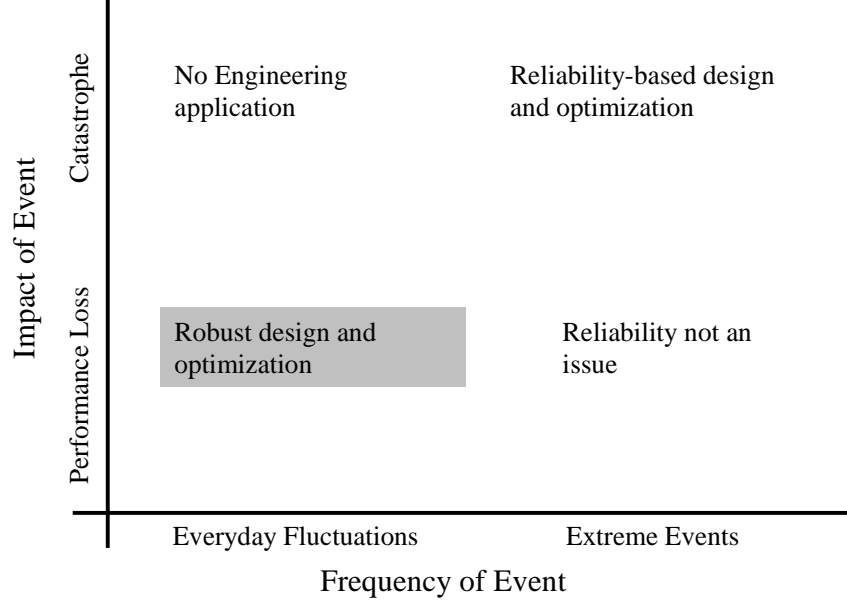 No Engineering
application
Reliability-based design
and optimization
Catastrophe
Impact of Event
Performance Loss
Robust design and
optimization
Reliability not an
issue
Everyday Fluctuations
Extreme Events
Frequency of Event